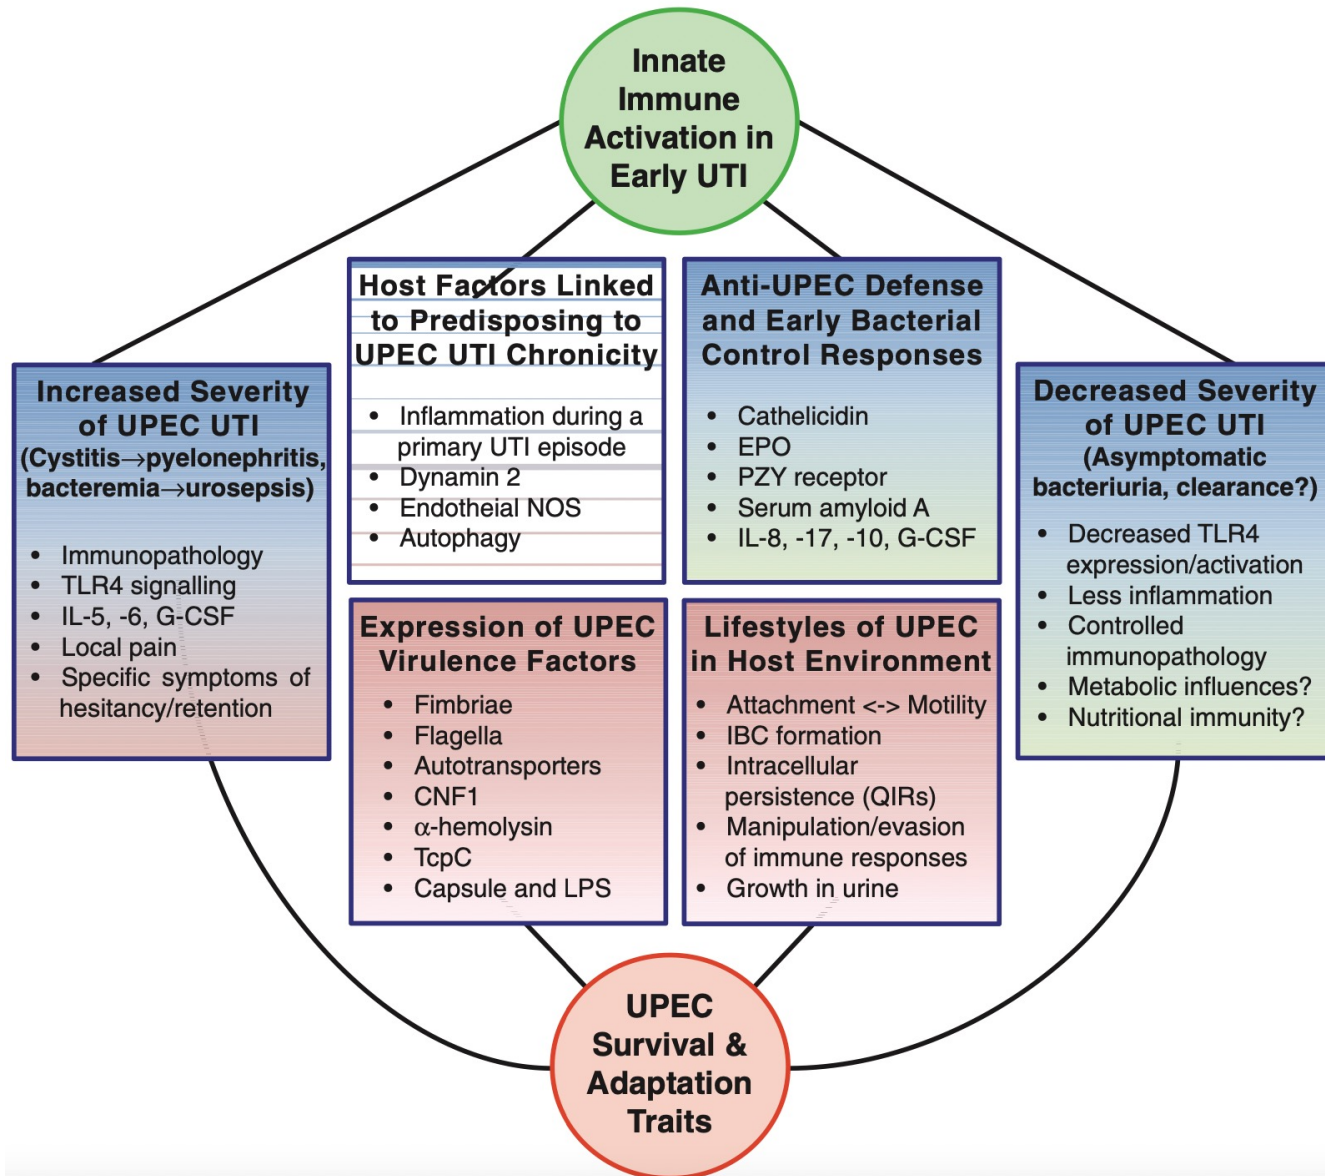 Innate
Immune
Activation in
Early UTI
Host Factors Linked
to Predisposing to
UPEC UTI Chronicity
• Inflammation during a
primary UTI episode
• Dynamin 2
• Endotheial NOS
• Autophagy
Anti-UPEC Defense
and Early Bacterial
Control Responses
• Cathelicidin
• EPO
• PZY receptor
• Serum amyloid A
• IL-8, -17, -10, G-CSF
Increased Severity
of UPEC UTI
(Cystitis→pyelonephritis,
bacteremia→urosepsis)
• Immunopathology
• TLR4 signalling
• IL-5, -6, G-CSF
• Local pain
• Specific symptoms of
hesitancy/retention
Decreased Severity
of UPEC UTI
(Asymptomatic
bacteriuria, clearance?)
• Decreased TLR4
expression/activation
• Less inflammation
• Controlled
immunopathology
• Metabolic influences?
• Nutritional immunity?
Expression of UPEC
Virulence Factors
• Fimbriae
• Flagella
• Autotransporters
• CNF1
• α-hemolysin
• TcpC
• Capsule and LPS
Lifestyles of UPEC
in Host Environment
• Attachment <-> Motility
• IBC formation
• Intracellular
persistence (QIRs)
• Manipulation/evasion
of immune responses
• Growth in urine
UPEC
Survival &
Adaptation
Traits